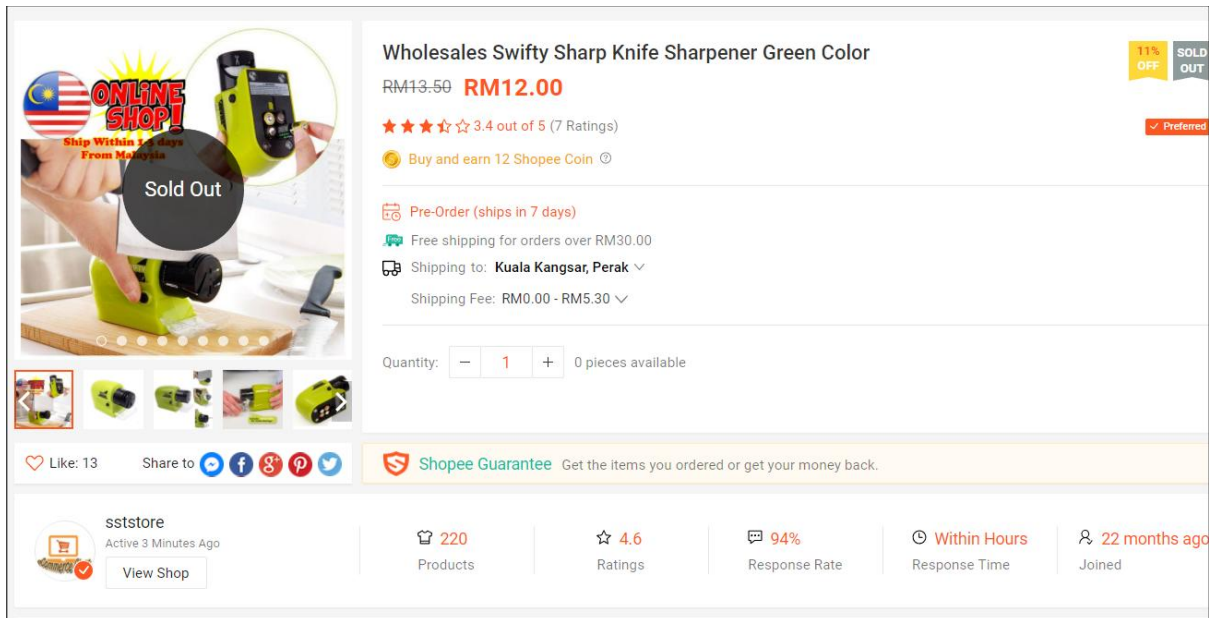 ONLINE
SHOP!
Ship Within 1-3 days
From Malaysia
Sold Out
Wholesales Swifty Sharp Knife Sharpener Green Color
RM13.50 RM12.00
3.4 out of 5 (7 Ratings)
Buy and earn 12 Shopee Coin
11% OFF
SOLD OUT
Preferred
Pre-Order (ships in 7 days)
Free shipping for orders over RM30.00
Shipping to: Kuala Kangsar, Perak
Shipping Fee: RM0.00 - RM5.30
Quantity: − 1 + 0 pieces available
Like: 13 Share to
Shopee Guarantee Get the items you ordered or get your money back.
sststore
Active 3 Minutes Ago
View Shop
220
Products
4.6
Ratings
94%
Response Rate
Within Hours
Response Time
22 months ago
Joined